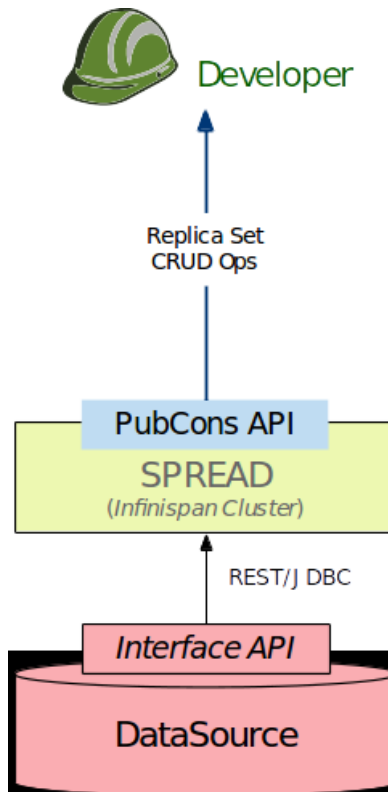 Developer
Replica Set
CRUD Ops
PubCons API
SPREAD
(Infinispan Cluster)
REST/J DBC
Interface API
DataSource